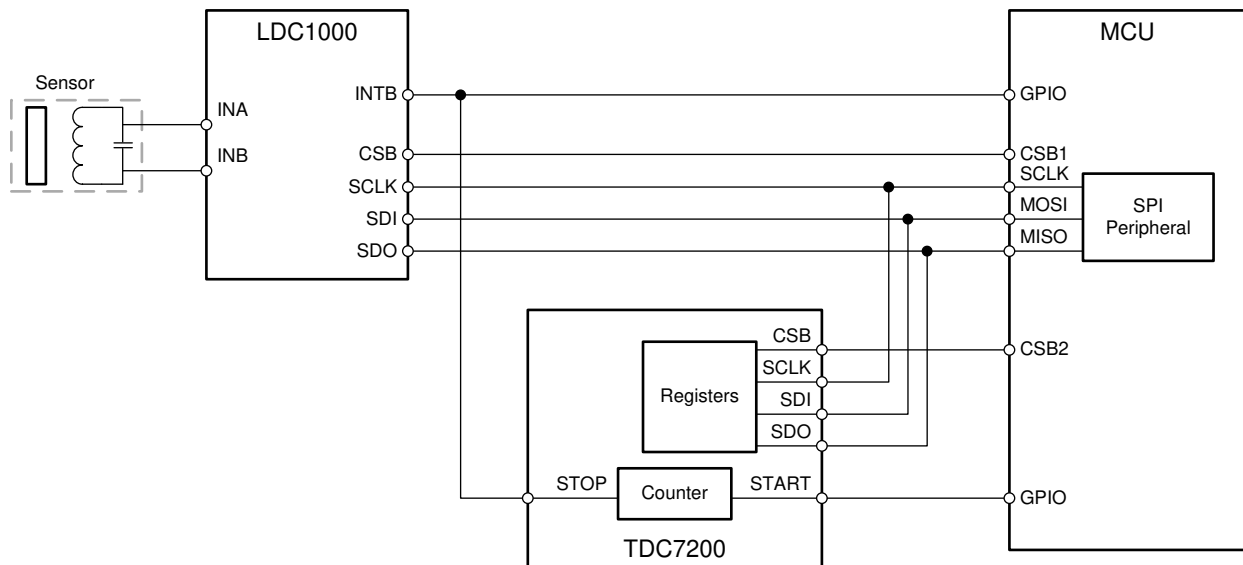 LDC1000
MCU
Sensor
INTB
GPIO
INA
INB
CSB
CSB1
SCLK
SCLK
SDI
MOSI
SPI
Peripheral
SDO
MISO
CSB
CSB2
SCLK
Registers
SDI
SDO
STOP
Counter
START
GPIO
TDC7200